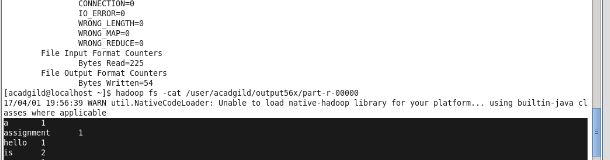 CONNECTION=0
IO_ERROR=0
WRONG_LENGTH=0
WRONG_MAP=0
WRONG_REDUCE=0
File Input Format Counters
Bytes Read=225
File Output Format Counters
Bytes Written=54
[acadgild@localhost ~]$ hadoop fs -cat /user/acadgild/output56x/part-r-00000
17/04/01 19:56:39 WARN util.NativeCodeLoader: Unable to load native-hadoop library for your platform... using builtin-java cl
asses where applicable
a 1
assignment 1
hello 1
is 2